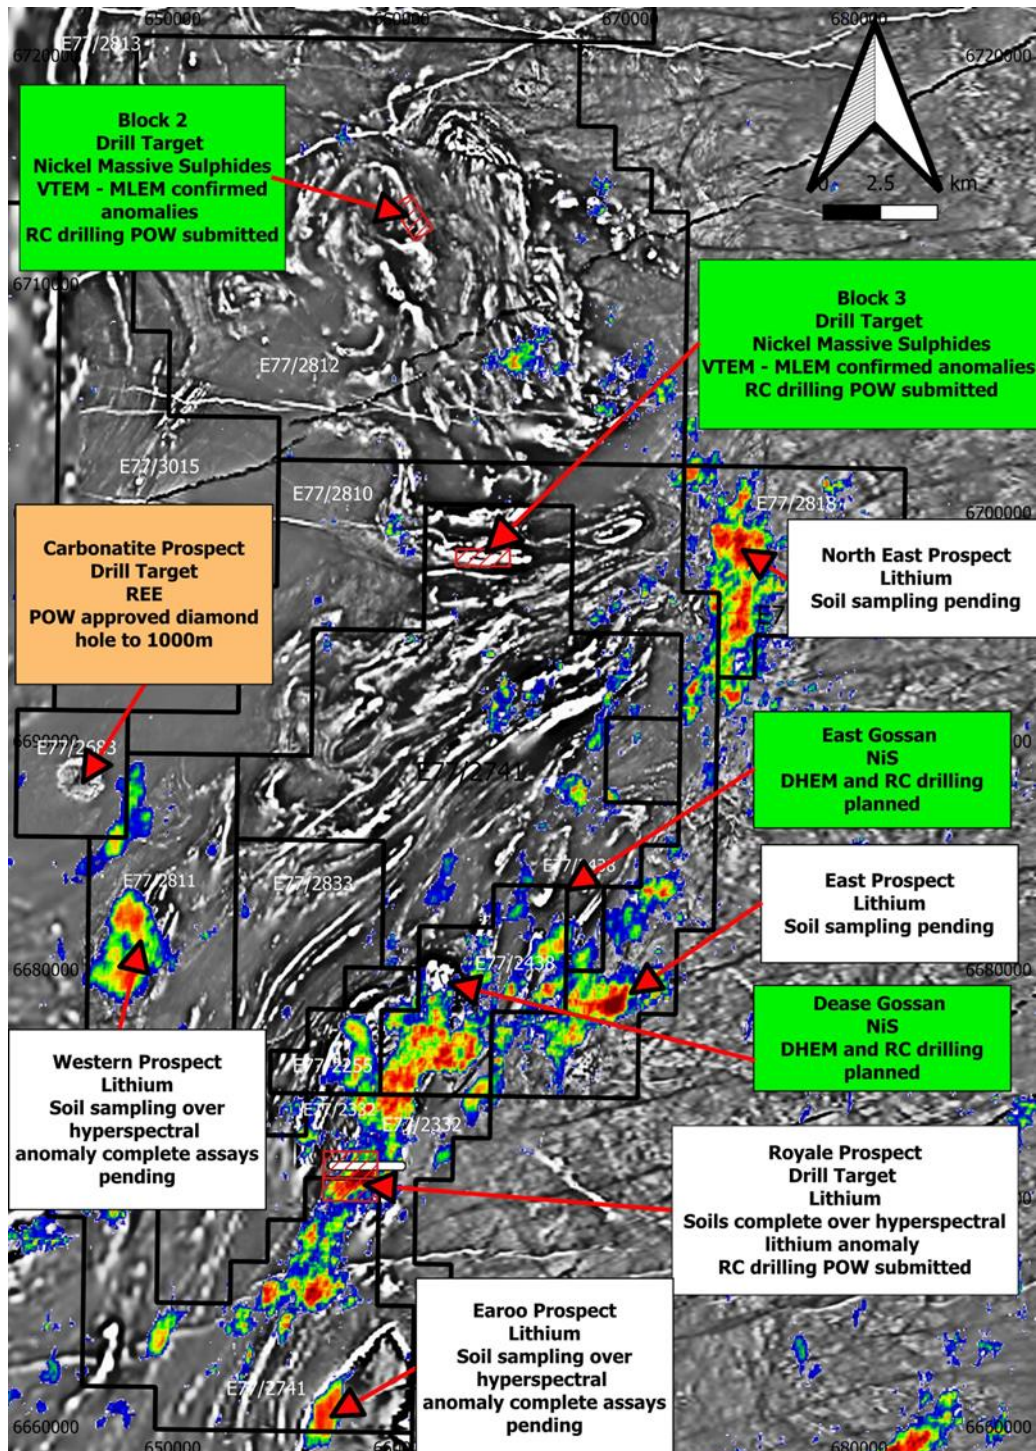 650000
670000
680000
6720000
E77/2813
6720000
Block 2
Drill Target
Nickel Massive Sulphides
VTEM - MLEM confirmed
anomalies
RC drilling POW submitted
2.5
km
6710000
Block 3
Drill Target
Nickel Massive Sulphides
VTEM - MLEM confirmed anomalies
RC drilling POW submitted
E77/2812
E77/3015
E77/2810
E77/2818
6700000
Carbonatite Prospect
Drill Target
REE
POW approved diamond
hole to 1000m
North East Prospect
Lithium
Soil sampling pending
E77/2683
E77/2741
East Gossan
NiS
DHEM and RC drilling
planned
E77/2811
E77/2833
East Prospect
Lithium
Soil sampling pending
6680000
E77/2438
6680000
Dease Gossan
NiS
DHEM and RC drilling
planned
Western Prospect
Lithium
Soil sampling over
hyperspectral
anomaly complete assays
pending
E77/2255
E77/2332
E77/2332
Royale Prospect
Drill Target
Lithium
Soils complete over hyperspectral
lithium anomaly
RC drilling POW submitted
Earoo Prospect
Lithium
Soil sampling over
hyperspectral
anomaly complete assays
pending
E77/2741
6660000
6660000
650000
680000